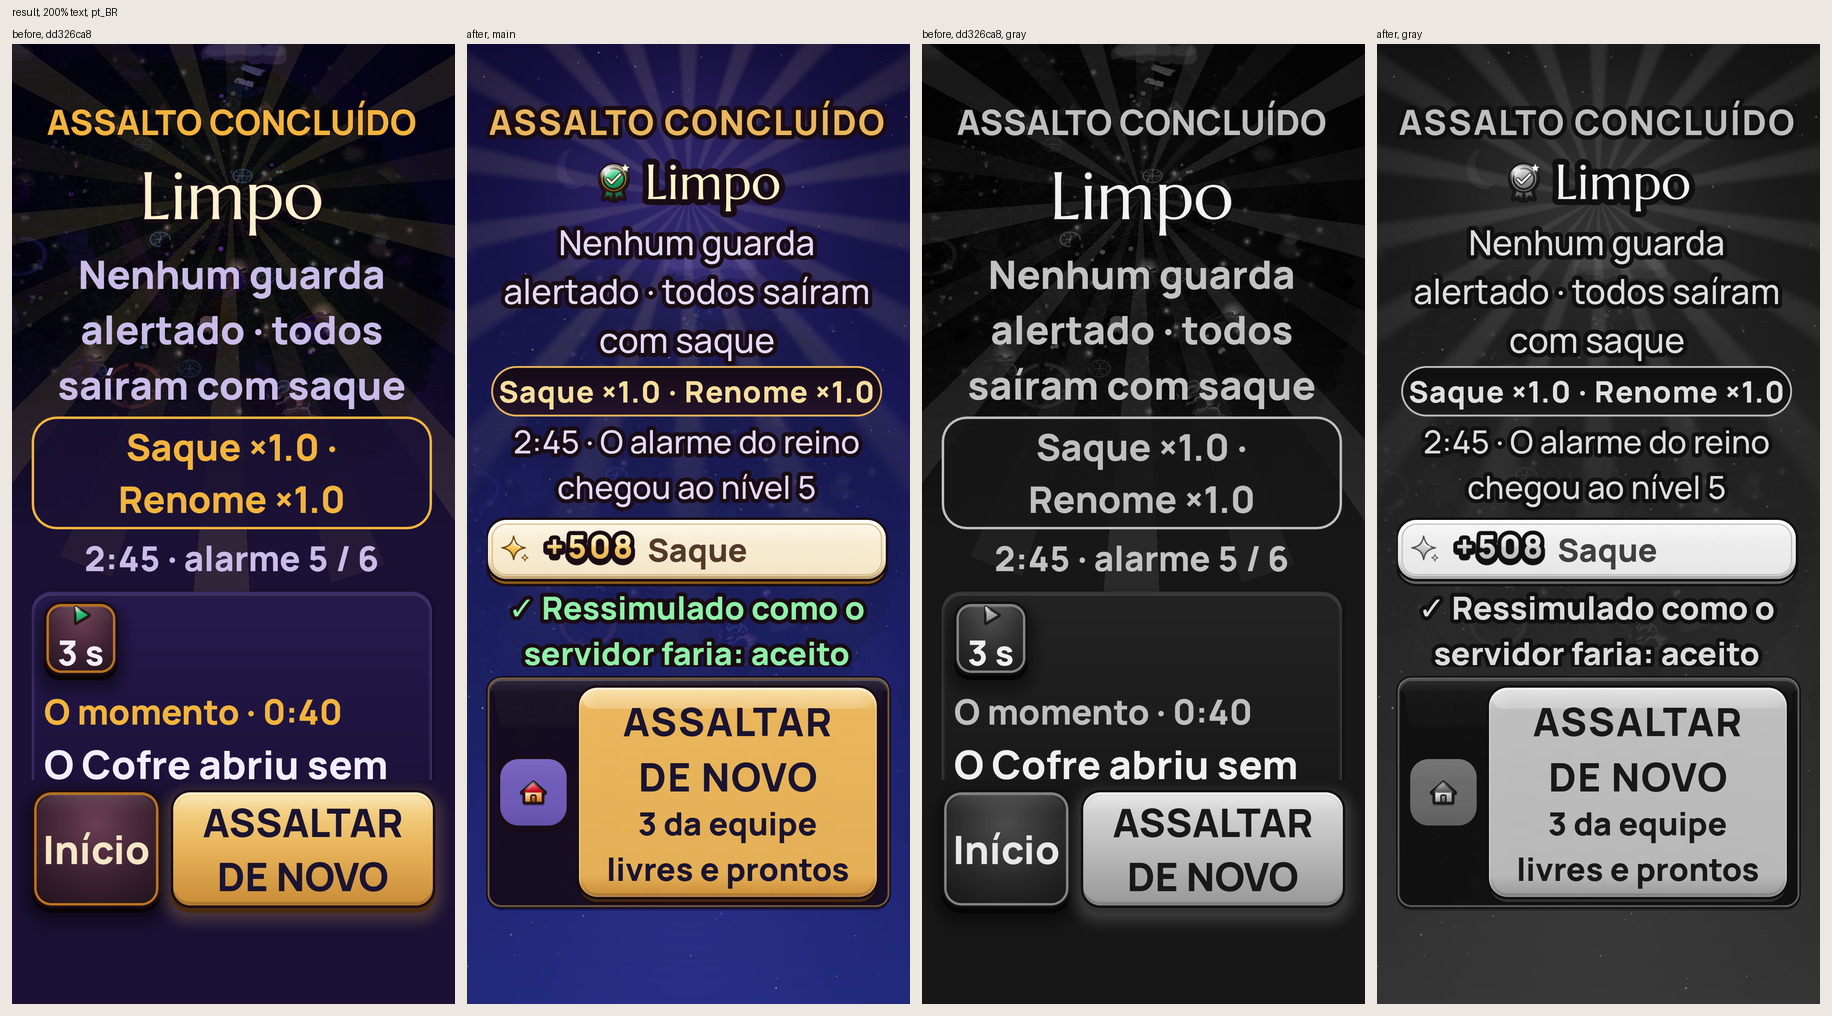 result, 200% text, pt_BR
before, dd326ca8
ASSALTO CONCLUÍDO
Limpo
Nenhum guarda
alertado · todos
saíram com saque
Saque ×1.0 ·
Renome ×1.0
2:45 · alarme 5 / 6
3 s
O momento · 0:40
O Cofre abriu sem
Início
ASSALTAR
DE NOVO
after, main
ASSALTO CONCLUÍDO
Limpo
Nenhum guarda
alertado · todos saíram
com saque
Saque ×1.0 · Renome ×1.0
2:45 · O alarme do reino
chegou ao nível 5
+508 Saque
✓ Ressimulado como o
servidor faria: aceito
ASSALTAR
DE NOVO
3 da equipe
livres e prontos
before, dd326ca8, gray
ASSALTO CONCLUÍDO
Limpo
Nenhum guarda
alertado · todos
saíram com saque
Saque ×1.0 ·
Renome ×1.0
2:45 · alarme 5 / 6
3 s
O momento · 0:40
O Cofre abriu sem
Início
ASSALTAR
DE NOVO
after, gray
ASSALTO CONCLUÍDO
Limpo
Nenhum guarda
alertado · todos saíram
com saque
Saque ×1.0 · Renome ×1.0
2:45 · O alarme do reino
chegou ao nível 5
+508 Saque
✓ Ressimulado como o
servidor faria: aceito
ASSALTAR
DE NOVO
3 da equipe
livres e prontos